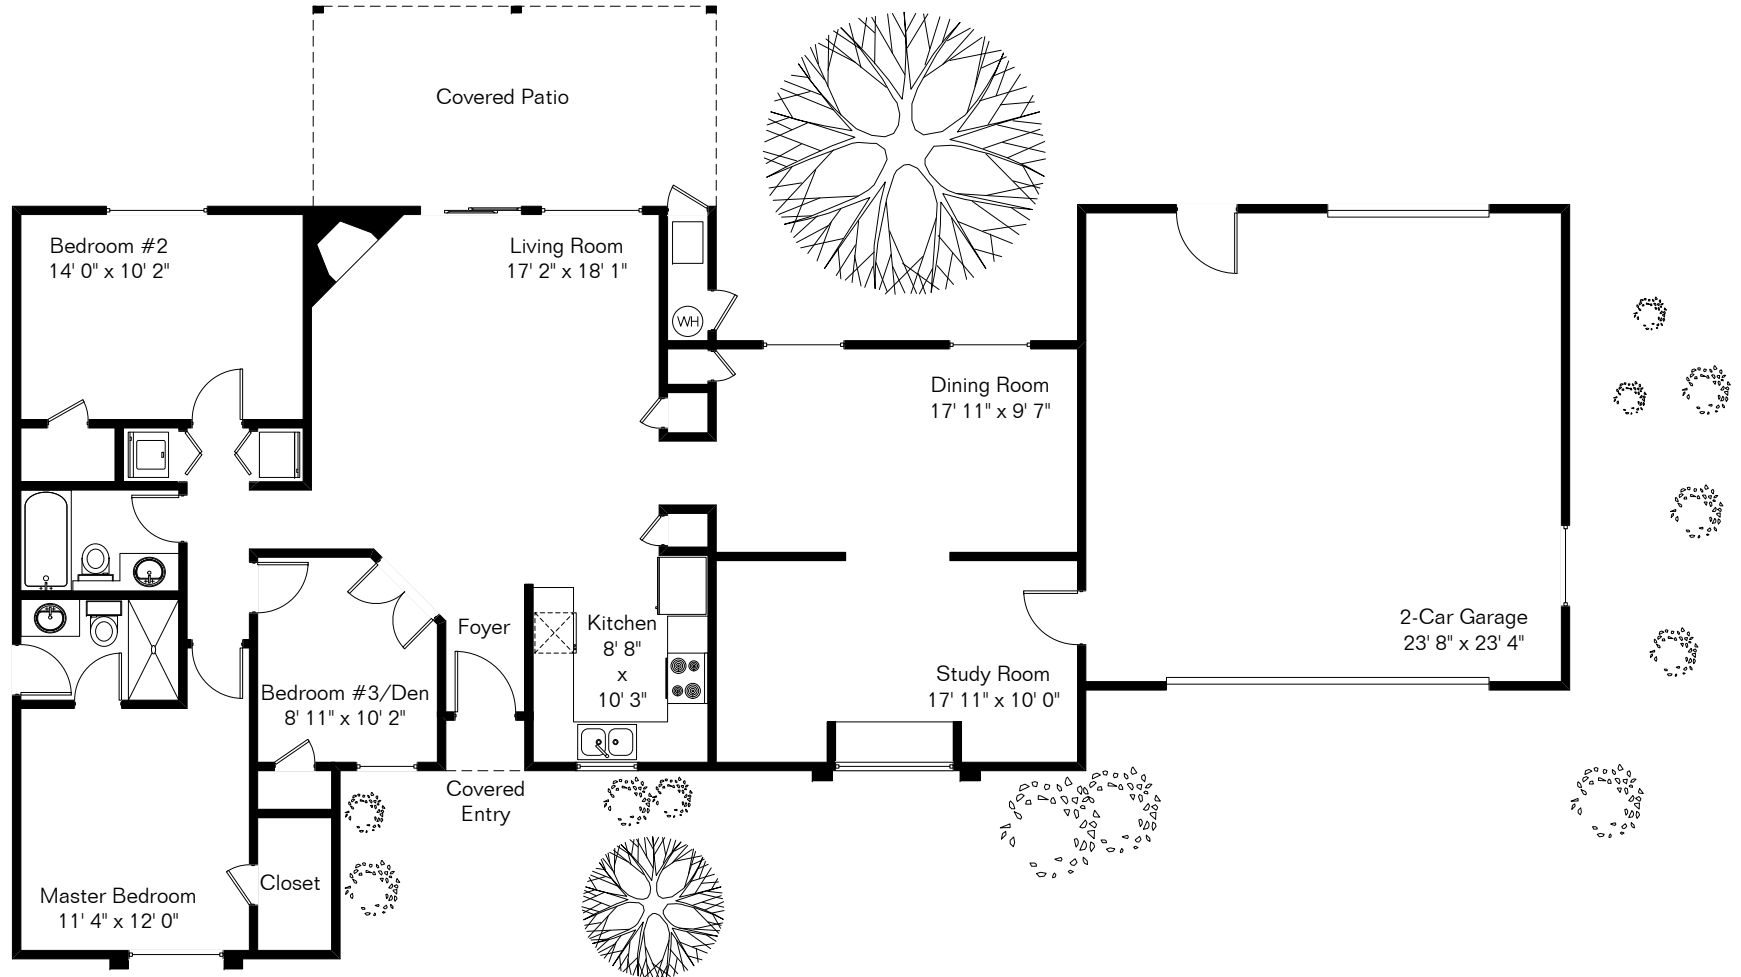 Covered Patio
Bedroom #2
14' 0" x 10' 2"
Living Room
17' 2" x 18' 1"
WH
Dining Room
17' 11" x 9' 7"
2-Car Garage
23' 8" x 23' 4"
Foyer
Kitchen
8' 8"
x
10' 3"
Study Room
17' 11" x 10' 0"
Bedroom #3/Den
8' 11" x 10' 2"
Covered
Entry
Master Bedroom
11' 4" x 12' 0"
Closet